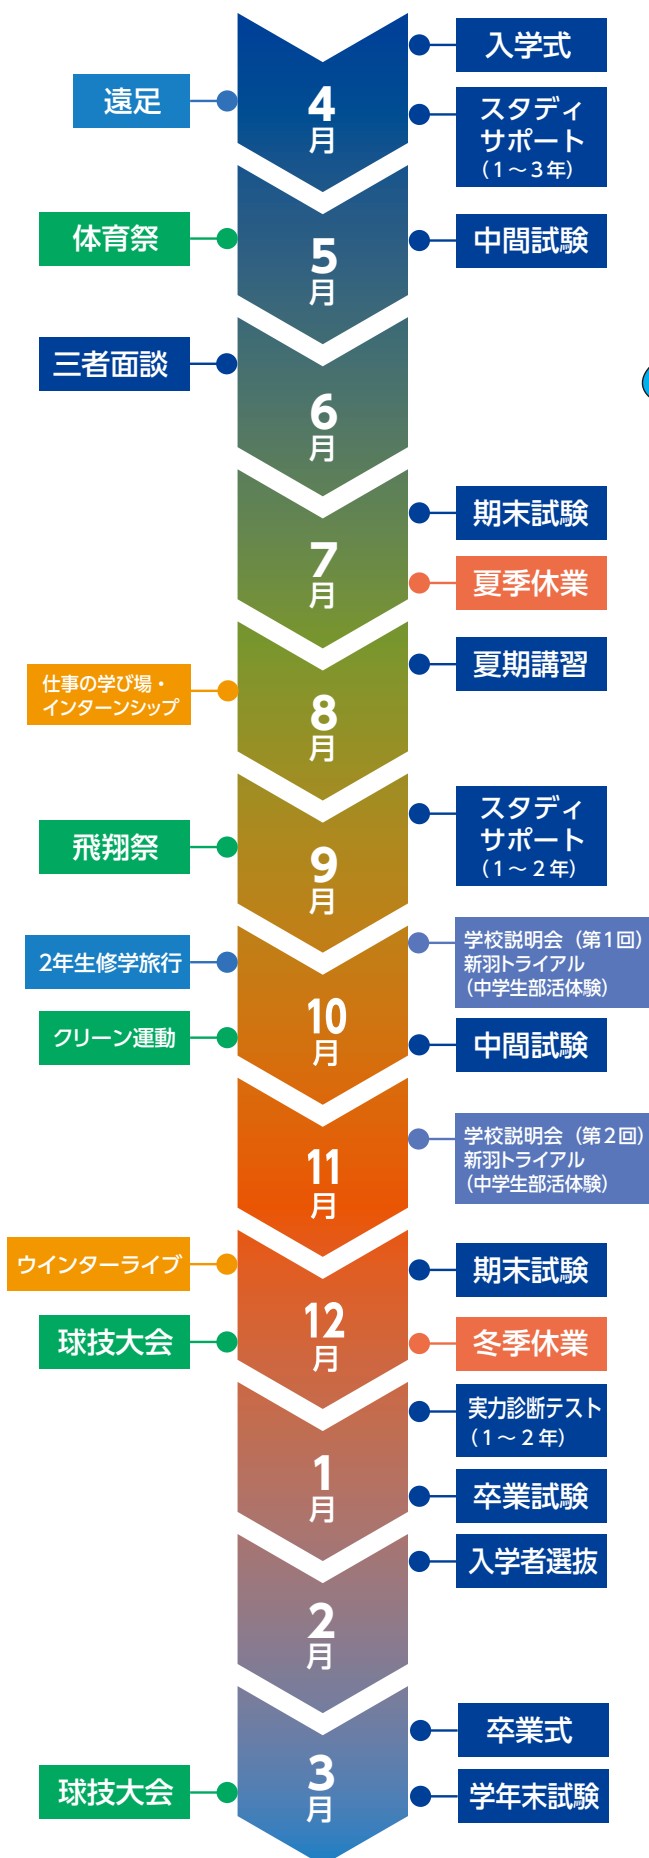 4
月
入学式
遠足
スタディ
サポート
（1～3年）
5
月
体育祭
中間試験
6
月
三者面談
7
月
期末試験
夏季休業
8
月
夏期講習
仕事の学び場・
インターンシップ
9
月
スタディ
サポート
（1～2年）
飛翔祭
10
月
学校説明会（第1回）
新羽トライアル
（中学生部活体験）
2年生修学旅行
クリーン運動
中間試験
11
月
学校説明会（第2回）
新羽トライアル
（中学生部活体験）
12
月
ウインターライブ
期末試験
球技大会
冬季休業
1
月
実力診断テスト
（1～2年）
卒業試験
2
月
入学者選抜
3
月
卒業式
球技大会
学年末試験